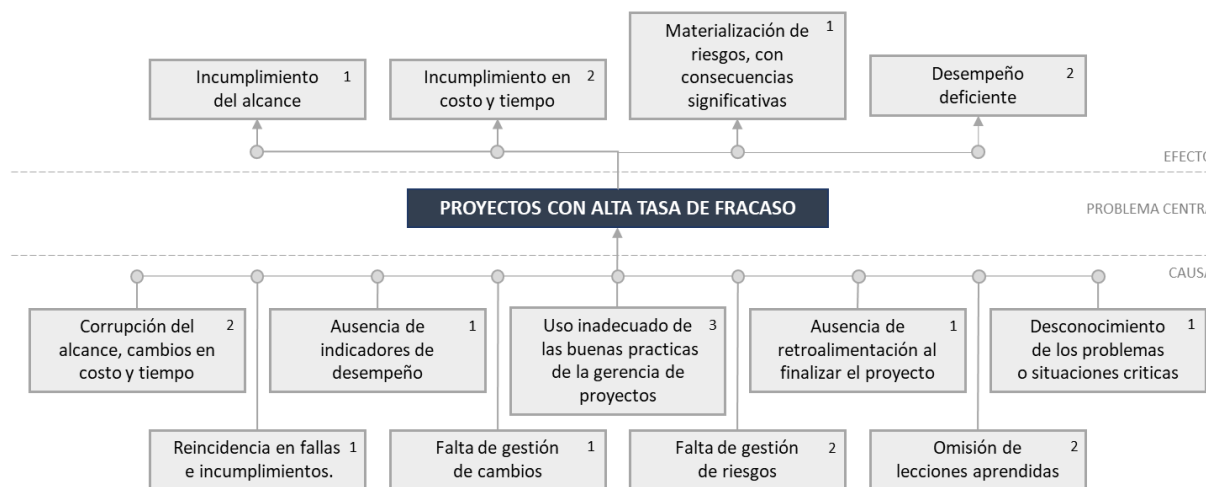 Incumplimiento 1
del alcance
Incumplimiento en 2
costo y tiempo
Materialización de 1
riesgos, con
consecuencias
significativas
Desempeño 2
deficiente
EFECTO
PROYECTOS CON ALTA TASA DE FRACASO
PROBLEMA CENTRA
CAUSA
Corrupción del 2
alcance, cambios en
costo y tiempo
Ausencia de 1
indicadores de
desempeño
Uso inadecuado de 3
las buenas practicas
de la gerencia de
proyectos
Ausencia de 1
retroalimentación al
finalizar el proyecto
Desconocimiento 1
de los problemas
o situaciones criticas
Reincidencia en fallas 1
e incumplimientos.
Falta de gestión 1
de cambios
Falta de gestión 2
de riesgos
Omisión de 2
lecciones aprendidas